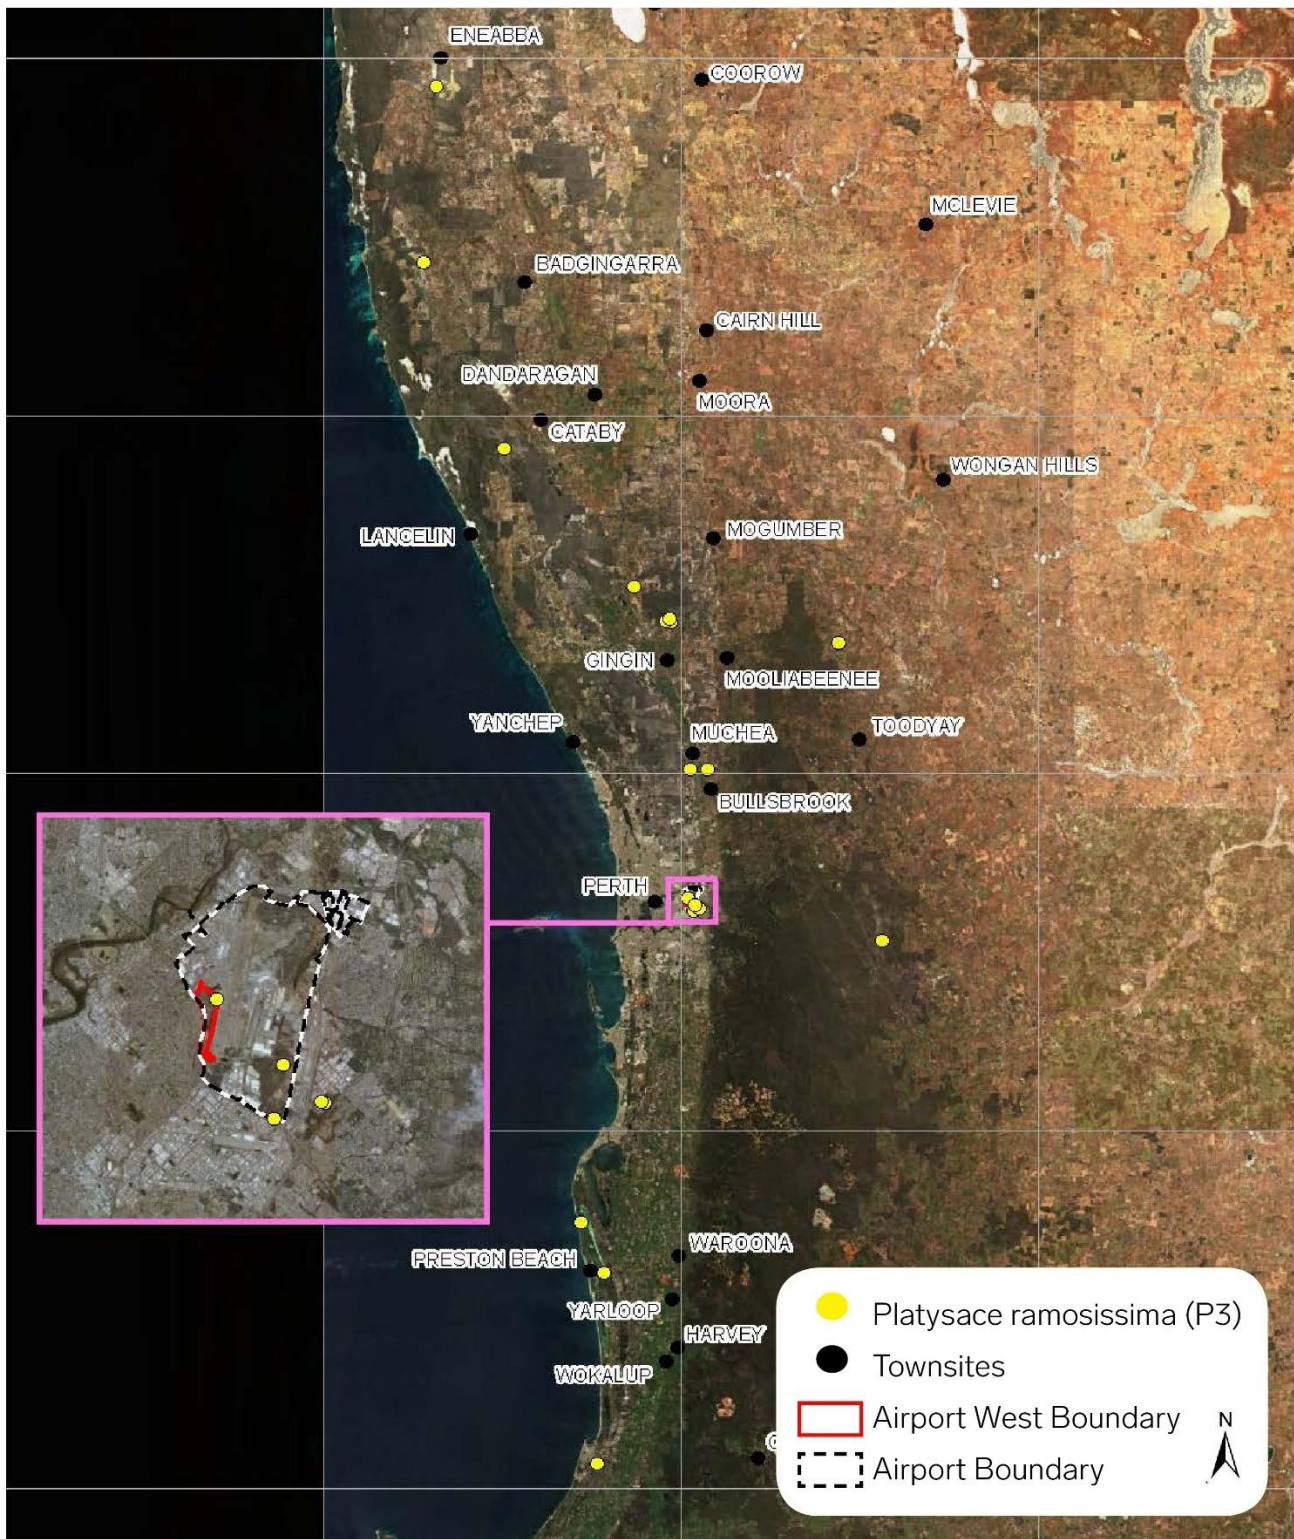 ENEABBA
COOROW
MCLEVIE
BADGINGARRA
CAIRN HILL
DANDARAGAN
MOORA
CATABY
WONGAN HILLS
LANCELIN
MOGUMBER
GINGIN
MOOLIABEENEE
YANCHEP
MUCHEA
TOODYAY
BULLSBROOK
PERTH
WAROONA
PRESTON BEACH
YARLOOP
HARVEY
WOKALUP
Platysace ramosissima (P3)
Townsites
Airport West Boundary
Airport Boundary
N